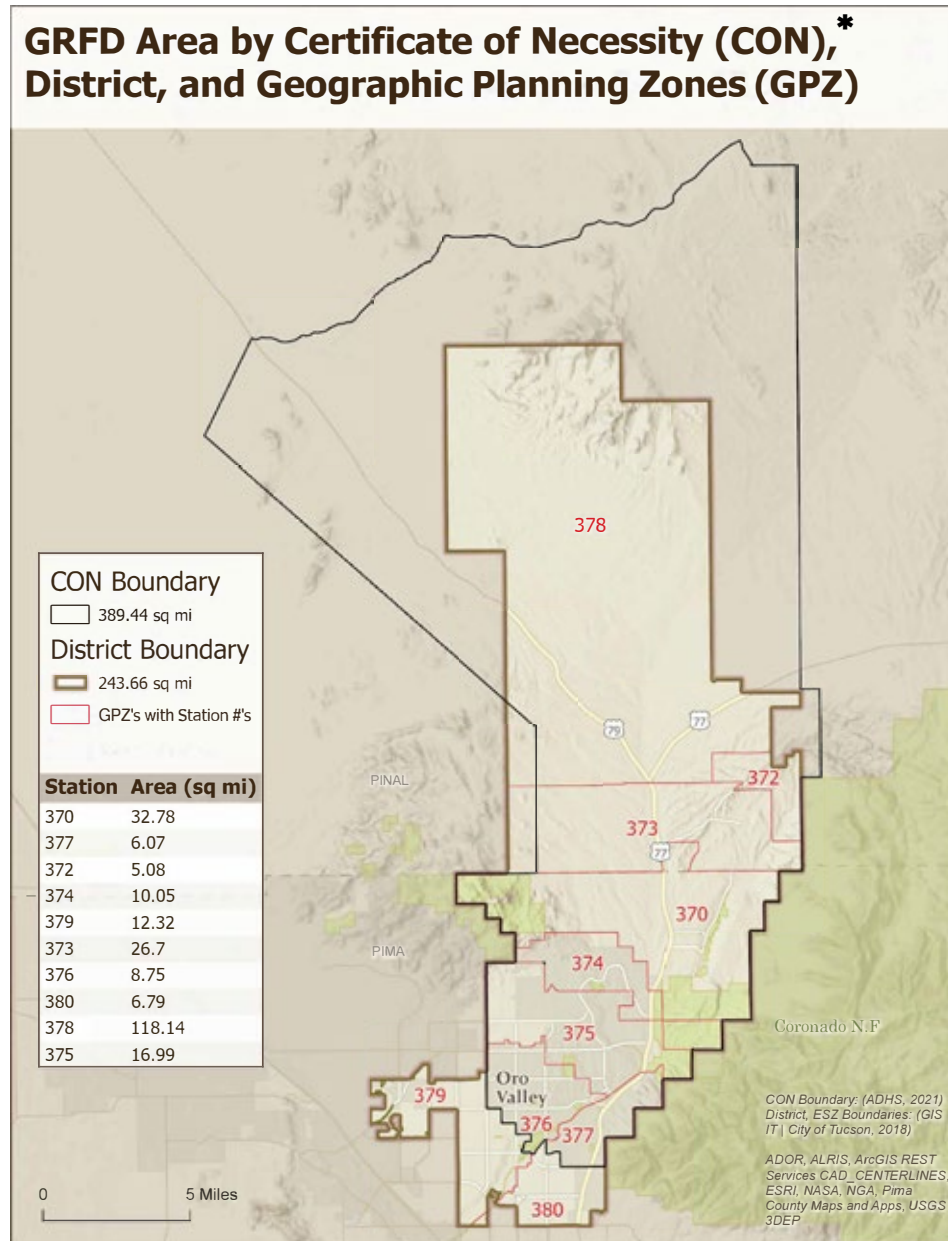 GRFD Area by Certificate of Necessity (CON),*
District, and Geographic Planning Zones (GPZ)
378
CON Boundary
389.44 sq mi
District Boundary
243.66 sq mi
GPZ's with Station #'s
Station Area (sq mi)
370 32.78
377 6.07
372 5.08
374 10.05
379 12.32
373 26.7
376 8.75
380 6.79
378 118.14
375 16.99
79
77
PINAL
372
373
77
370
PIMA
374
375
Coronado N.F
Oro
Valley
379
376
377
380
0 5 Miles
CON Boundary: (ADHS, 2021)
District, ESZ Boundaries: (GIS
IT | City of Tucson, 2018)
ADOR, ALRIS, ArcGIS REST
Services CAD_CENTERLINES,
ESRI, NASA, NGA, Pima
County Maps and Apps, USGS
3DEP